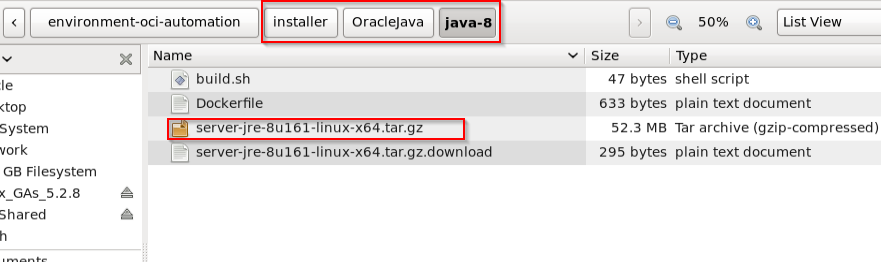 environment-oci-automation installer OracleJava java-8 50% List View
Name Size Type
build.sh 47 bytes shell script
Dockerfile 633 bytes plain text document
server-jre-8u161-linux-x64.tar.gz 52.3 MB Tar archive (gzip-compressed)
server-jre-8u161-linux-x64.tar.gz.download 295 bytes plain text document
cle
ktop
System
work
GB Filesystem
x_GAs_5.2.8
Shared
h
uments